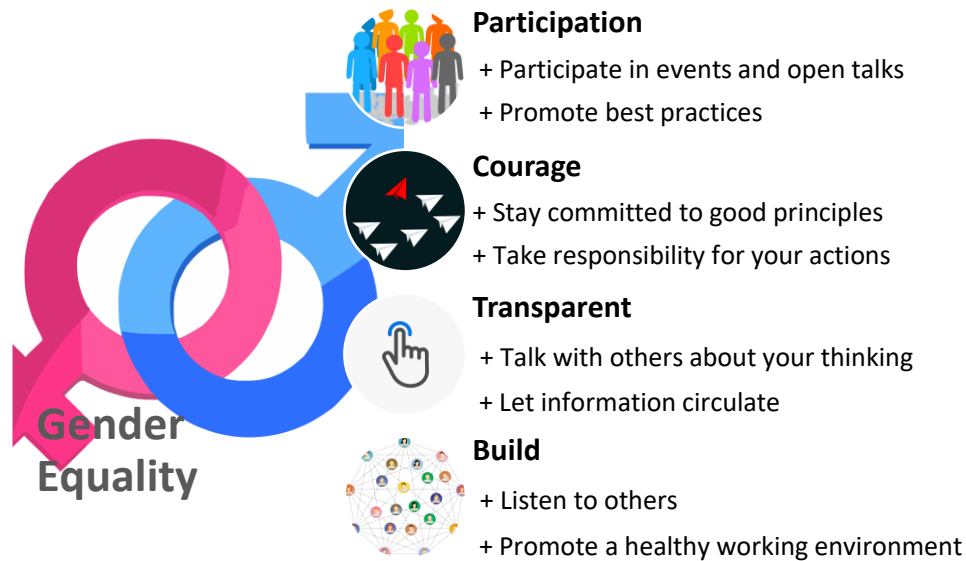 Participation
+ Participate in events and open talks
+ Promote best practices
Courage
+ Stay committed to good principles
+ Take responsibility for your actions
Transparent
+ Talk with others about your thinking
+ Let information circulate
Gender
Equality
Build
+ Listen to others
+ Promote a healthy working environment